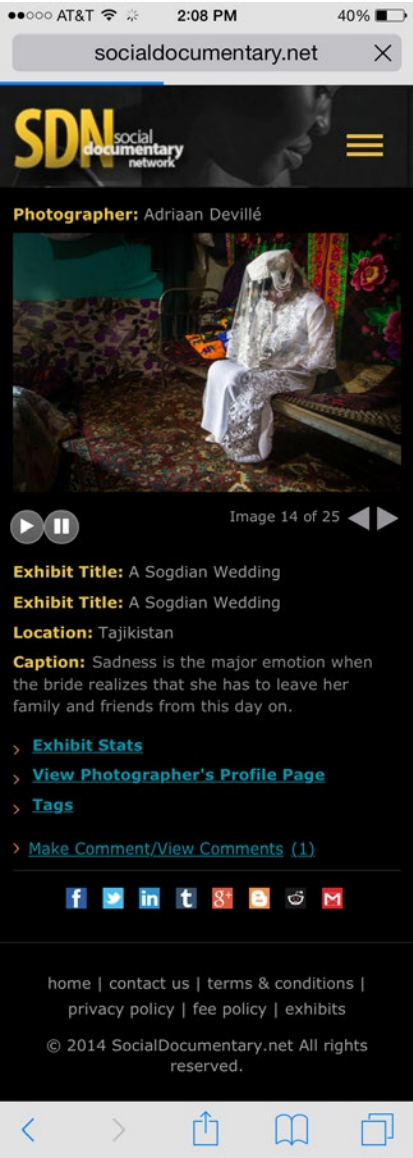 AT&T 2:08 PM 40%
socialdocumentary.net
SDN social documentary network
Photographer: Adriaan Devillé
Image 14 of 25
Exhibit Title: A Sogdian Wedding
Exhibit Title: A Sogdian Wedding
Location: Tajikistan
Caption: Sadness is the major emotion when
the bride realizes that she has to leave her
family and friends from this day on.
Exhibit Stats
View Photographer's Profile Page
Tags
Make Comment/View Comments (1)
home | contact us | terms & conditions |
privacy policy | fee policy | exhibits
© 2014 SocialDocumentary.net All rights
reserved.